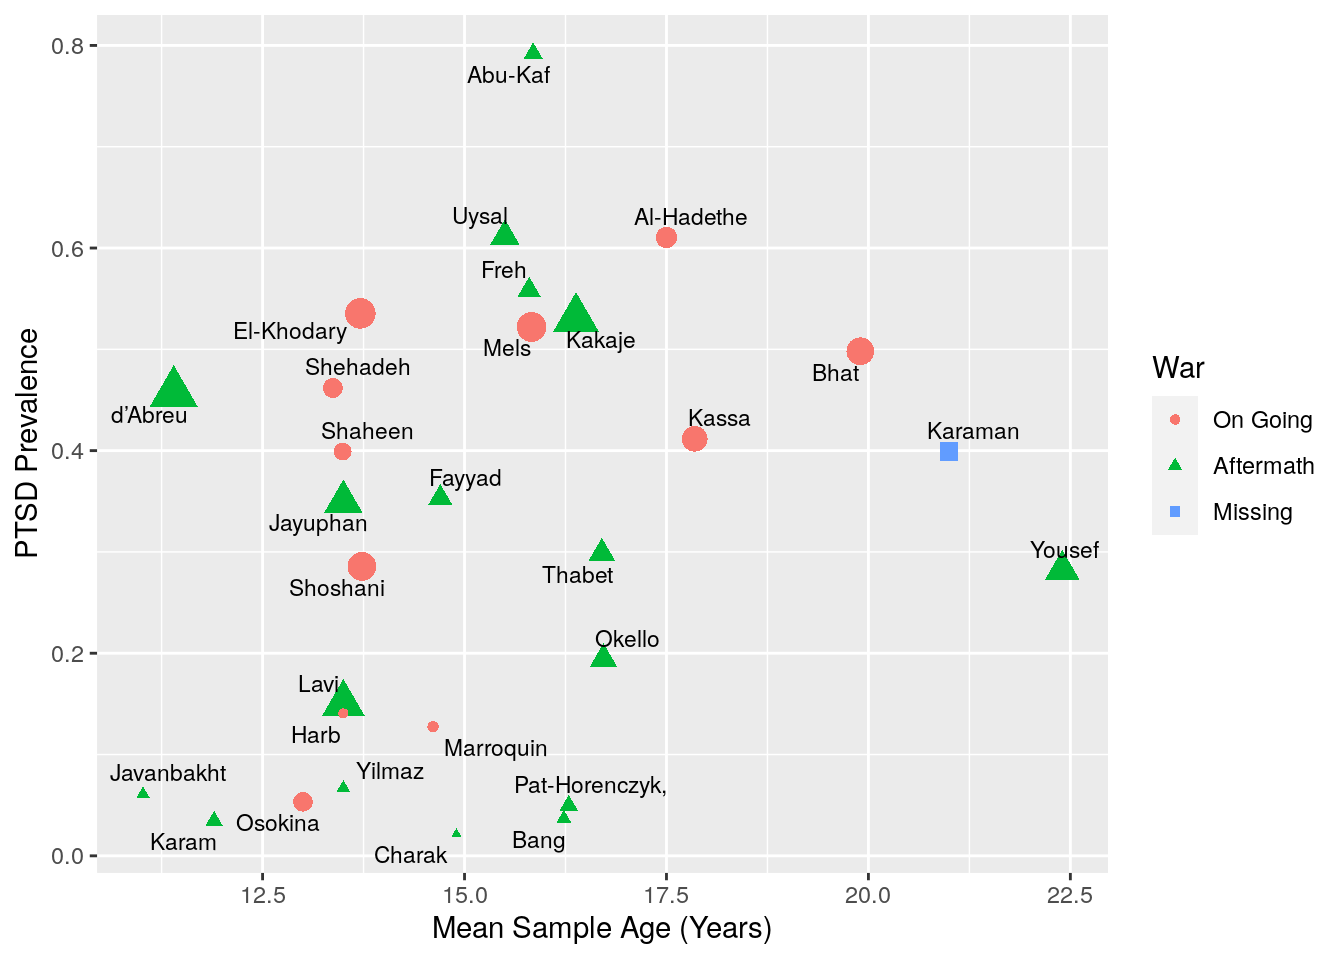 0.8
0.6
0.4
0.2
0.0
PTSD Prevalence
Abu-Kaf
Uysal
Al-Hadethe
Freh
El-Khodary
Kakaje
Mels
Shehadeh
Bhat
d’Abreu
Kassa
Shaheen
Karaman
Fayyad
Jayuphan
Yousef
Thabet
Shoshani
Okello
Lavi
Harb
Marroquin
Javanbakht
Yilmaz
Pat-Horenczyk,
Osokina
Karam
Bang
Charak
12.5 15.0 17.5 20.0 22.5
Mean Sample Age (Years)
War
On Going
Aftermath
Missing